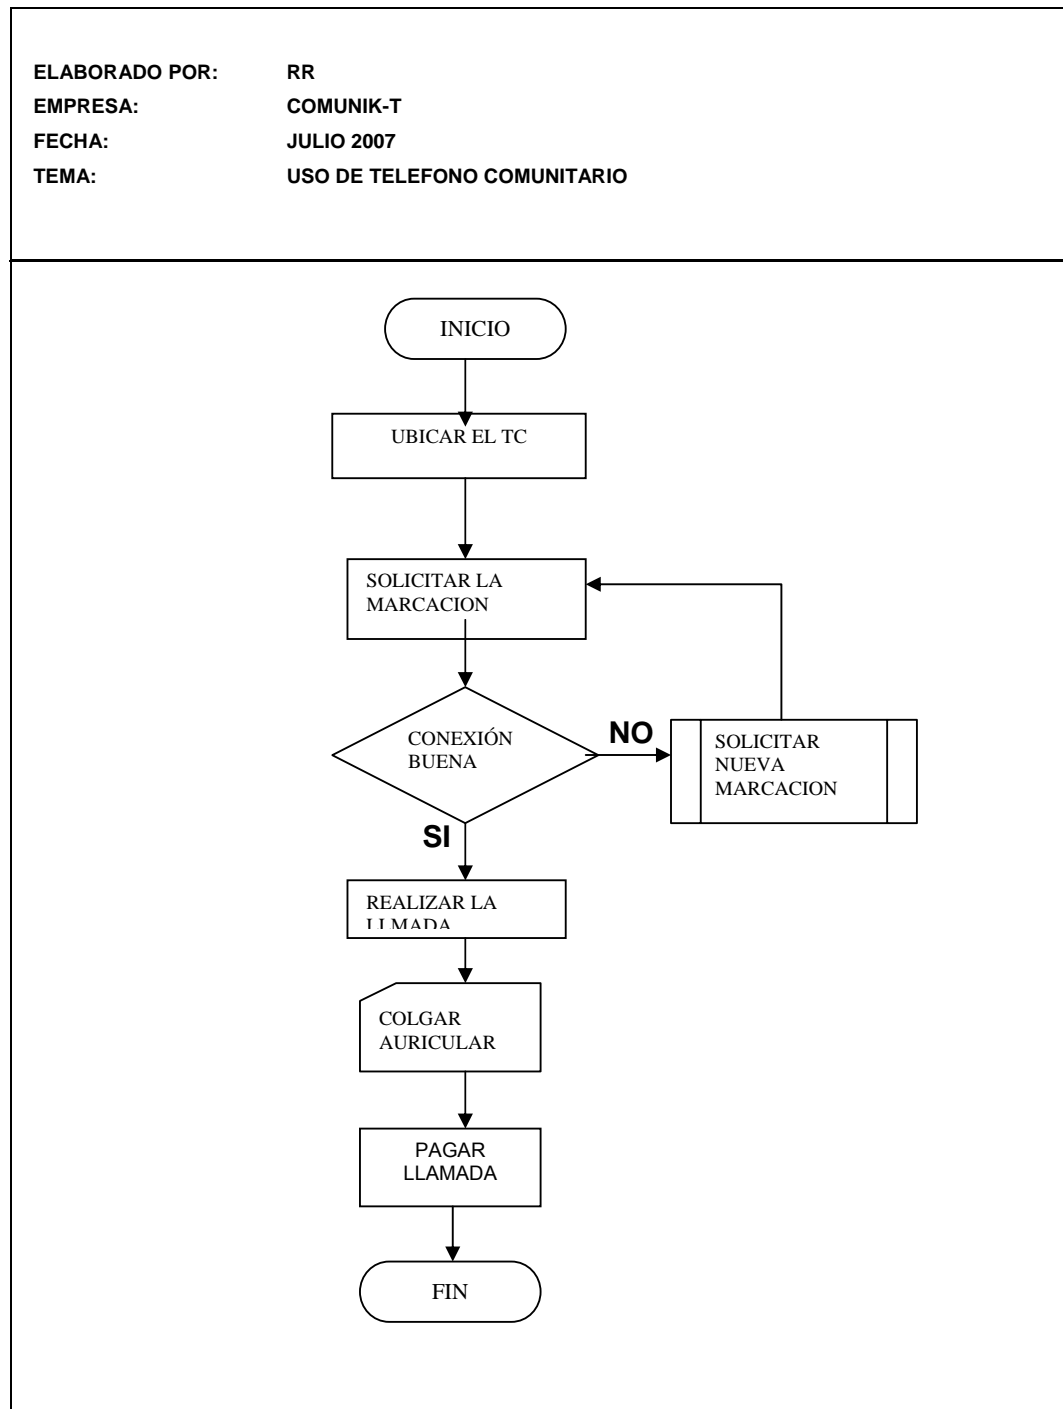 ELABORADO POR: RR
EMPRESA: COMUNIK-T
FECHA: JULIO 2007
TEMA: USO DE TELEFONO COMUNITARIO
INICIO
UBICAR EL TC
SOLICITAR LA
MARCACION
CONEXIÓN
BUENA
NO
SOLICITAR
NUEVA
MARCACION
SI
REALIZAR LA
LLMADA
COLGAR
AURICULAR
PAGAR
LLAMADA
FIN